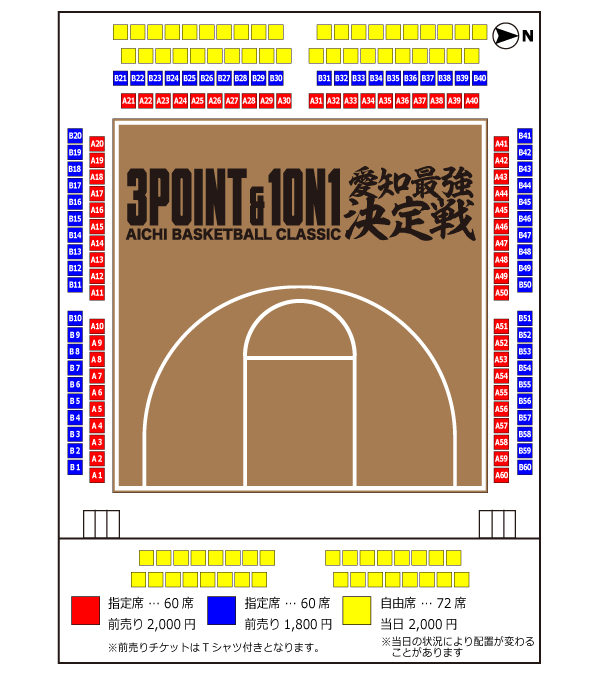 N
B21 B22 B23 B24 B25 B26 B27 B28 B29 B30 B31 B32 B33 B34 B35 B36 B37 B38 B39 B40
A21 A22 A23 A24 A25 A26 A27 A28 A29 A30 A31 A32 A33 A34 A35 A36 A37 A38 A39 A40
B20 A20 A41 B41
B19 A19 A42 B42
B18 A18 A43 B43
B17 A17 A44 B44
B16 A16 A45 B45
B15 A15 A46 B46
B14 A14 A47 B47
B13 A13 A48 B48
B12 A12 A49 B49
B11 A11 A50 B50
3POINT & 1ON1 愛知最強
AICHI BASKETBALL CLASSIC 決定戦
B10 A10 A51 B51
B9 A9 A52 B52
B8 A8 A53 B53
B7 A7 A54 B54
B6 A6 A55 B55
B5 A5 A56 B56
B4 A4 A57 B57
B3 A3 A58 B58
B2 A2 A59 B59
B1 A1 A60 B60
指定席 … 60 席 指定席 … 60 席 自由席 … 72 席
前売り 2,000 円 前売り 1,800 円 当日 2,000 円
※前売りチケットはTシャツ付きとなります。
※当日の状況により配置が変わる
ことがあります